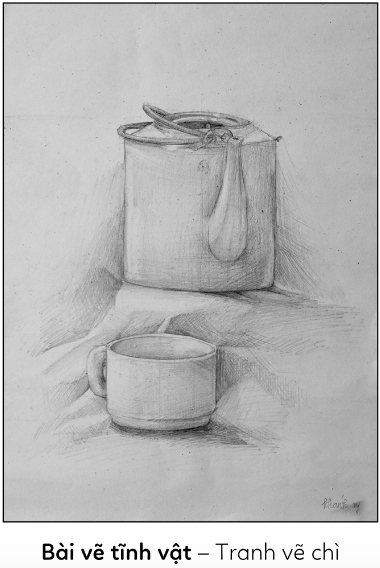 Bài vẽ tĩnh vật – Tranh vẽ chì